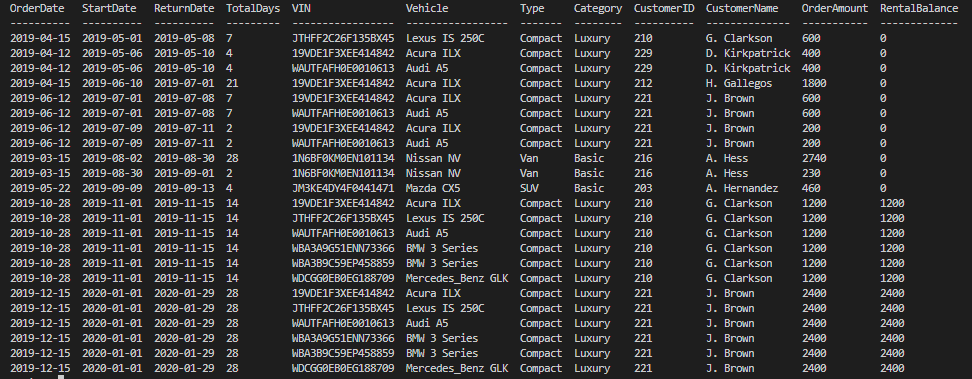 OrderDate StartDate ReturnDate TotalDays VIN Vehicle Type Category CustomerID CustomerName OrderAmount RentalBalance
--------- --------- ---------- --------- ----------------- ----------------- ------- -------- ---------- ------------ ----------- -------------
2019-04-15 2019-05-01 2019-05-08 7 JTHFF2C26F135BX45 Lexus IS 250C Compact Luxury 210 G. Clarkson 600 0
2019-04-12 2019-05-06 2019-05-10 4 19VDE1F3XEE414842 Acura ILX Compact Luxury 229 D. Kirkpatrick 400 0
2019-04-12 2019-05-06 2019-05-10 4 WAUTFAFH0E0010613 Audi A5 Compact Luxury 229 D. Kirkpatrick 400 0
2019-04-15 2019-06-10 2019-07-01 21 19VDE1F3XEE414842 Acura ILX Compact Luxury 212 H. Gallegos 1800 0
2019-06-12 2019-07-01 2019-07-08 7 19VDE1F3XEE414842 Acura ILX Compact Luxury 221 J. Brown 600 0
2019-06-12 2019-07-01 2019-07-08 7 WAUTFAFH0E0010613 Audi A5 Compact Luxury 221 J. Brown 600 0
2019-06-12 2019-07-09 2019-07-11 2 19VDE1F3XEE414842 Acura ILX Compact Luxury 221 J. Brown 200 0
2019-06-12 2019-07-09 2019-07-11 2 WAUTFAFH0E0010613 Audi A5 Compact Luxury 221 J. Brown 200 0
2019-03-15 2019-08-02 2019-08-30 28 1N6BF0KM0EN101134 Nissan NV Van Basic 216 A. Hess 2740 0
2019-03-15 2019-08-30 2019-09-01 2 1N6BF0KM0EN101134 Nissan NV Van Basic 216 A. Hess 230 0
2019-05-22 2019-09-09 2019-09-13 4 JM3KE4DY4F0441471 Mazda CX5 SUV Basic 203 A. Hernandez 460 0
2019-10-28 2019-11-01 2019-11-15 14 19VDE1F3XEE414842 Acura ILX Compact Luxury 210 G. Clarkson 1200 1200
2019-10-28 2019-11-01 2019-11-15 14 JTHFF2C26F135BX45 Lexus IS 250C Compact Luxury 210 G. Clarkson 1200 1200
2019-10-28 2019-11-01 2019-11-15 14 WAUTFAFH0E0010613 Audi A5 Compact Luxury 210 G. Clarkson 1200 1200
2019-10-28 2019-11-01 2019-11-15 14 WBA3A9G51ENN73366 BMW 3 Series Compact Luxury 210 G. Clarkson 1200 1200
2019-10-28 2019-11-01 2019-11-15 14 WBA3B9C59EP458859 BMW 3 Series Compact Luxury 210 G. Clarkson 1200 1200
2019-10-28 2019-11-01 2019-11-15 14 WDCGG0EB0EG188709 Mercedes_Benz GLK Compact Luxury 210 G. Clarkson 1200 1200
2019-12-15 2020-01-01 2020-01-29 28 19VDE1F3XEE414842 Acura ILX Compact Luxury 221 J. Brown 2400 2400
2019-12-15 2020-01-01 2020-01-29 28 JTHFF2C26F135BX45 Lexus IS 250C Compact Luxury 221 J. Brown 2400 2400
2019-12-15 2020-01-01 2020-01-29 28 WAUTFAFH0E0010613 Audi A5 Compact Luxury 221 J. Brown 2400 2400
2019-12-15 2020-01-01 2020-01-29 28 WBA3A9G51ENN73366 BMW 3 Series Compact Luxury 221 J. Brown 2400 2400
2019-12-15 2020-01-01 2020-01-29 28 WBA3B9C59EP458859 BMW 3 Series Compact Luxury 221 J. Brown 2400 2400
2019-12-15 2020-01-01 2020-01-29 28 WDCGG0EB0EG188709 Mercedes_Benz GLK Compact Luxury 221 J. Brown 2400 2400